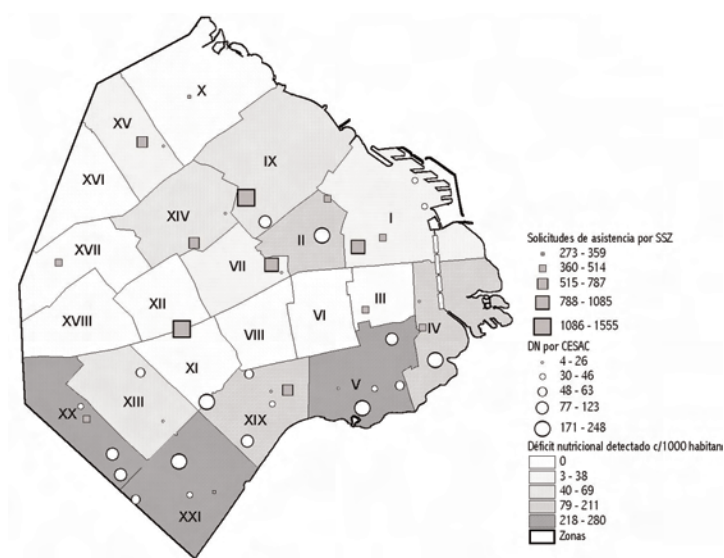 X
XV
IX
XVI
XIV
I
II
XVII
VII
XII
III
XVIII
VIII
VI
IV
XI
V
XIII
XIX
XX
XXI
Solicitudes de asistencia por SSZ
273 - 359
360 - 514
515 - 787
788 - 1085
1086 - 1555
DN por CESAC
4 - 26
30 - 46
48 - 63
77 - 123
171 - 248
Déficit nutricional detectado c/1000 habitan
0
3 - 38
40 - 69
79 - 211
218 - 280
Zonas